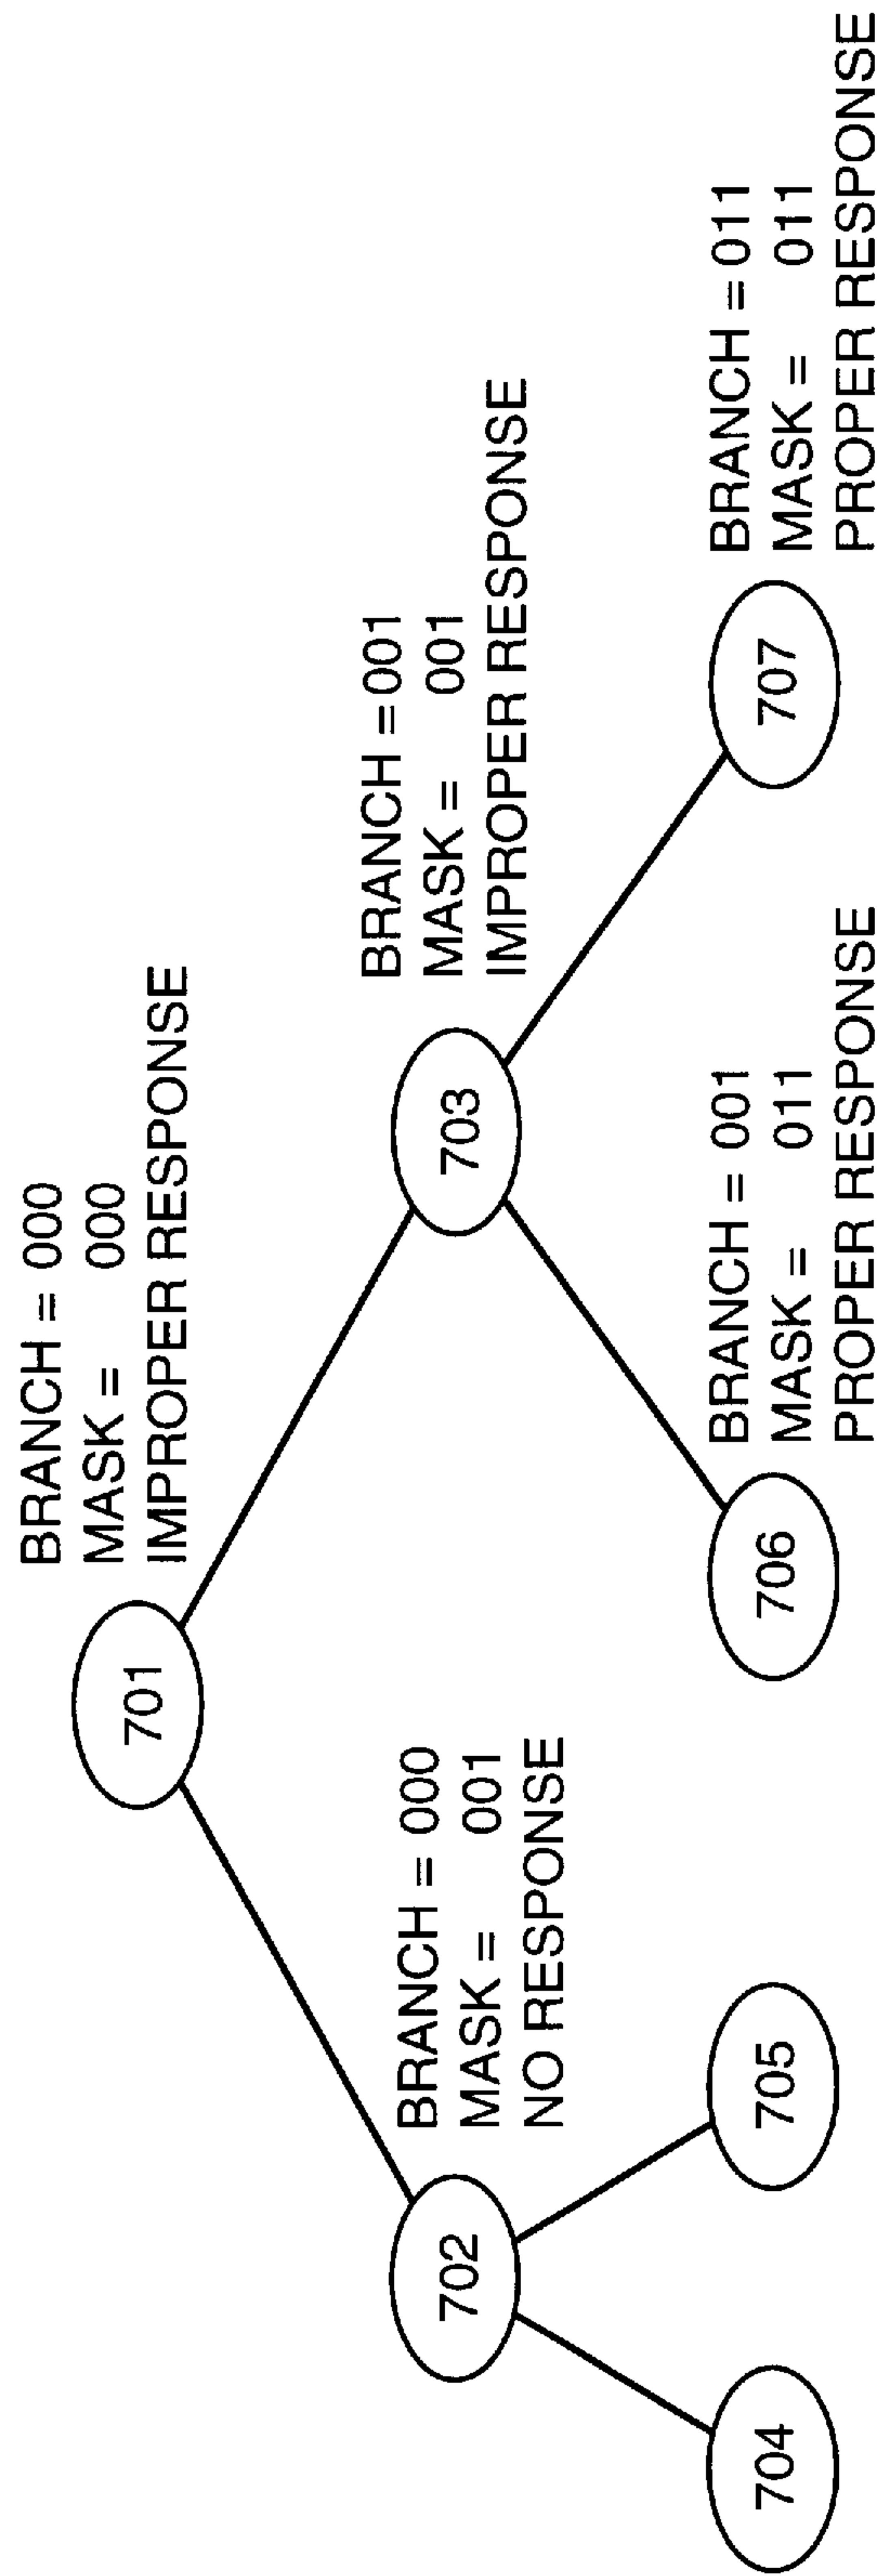 BRANCH = 000
MASK = 000
IMPROPER RESPONSE
701
BRANCH = 000
MASK = 001
NO RESPONSE
702
BRANCH =001
MASK = 001
IMPROPER RESPONSE
703
704
705
BRANCH = 001
MASK = 011
PROPER RESPONSE
706
BRANCH = 011
MASK = 011
PROPER RESPONSE
707